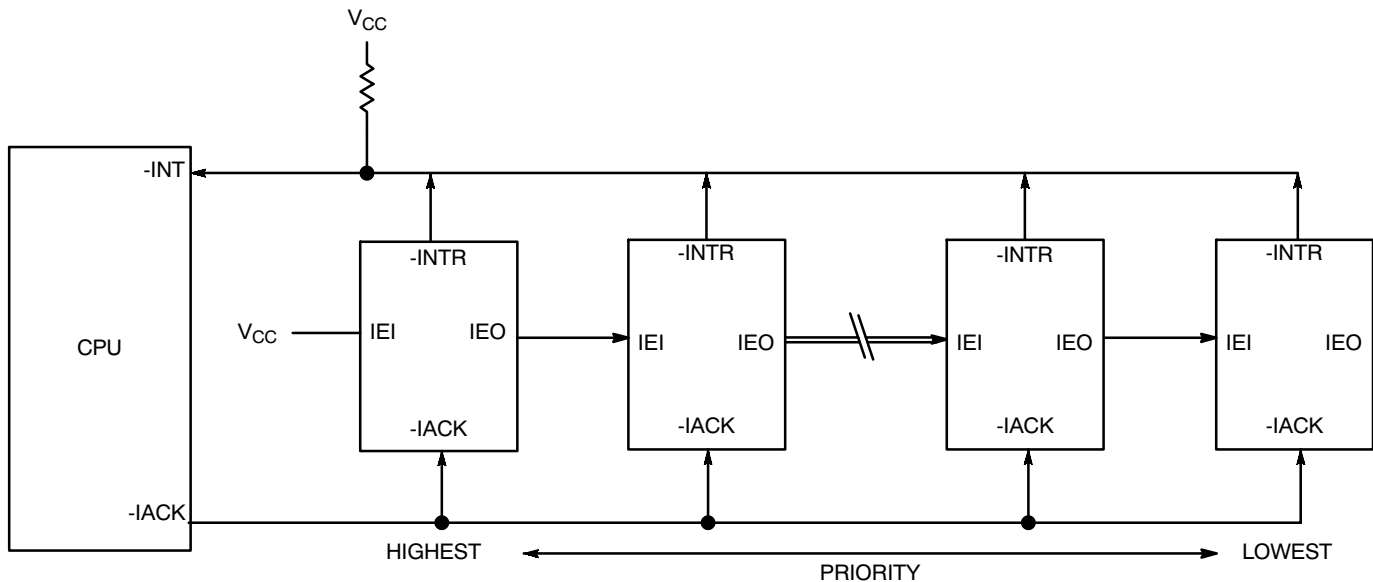 VCC
-INT
-INTR -INTR -INTR -INTR
VCC IEI IEO IEI IEO IEI IEO IEI IEO
CPU
-IACK -IACK -IACK -IACK
-IACK
HIGHEST LOWEST
PRIORITY